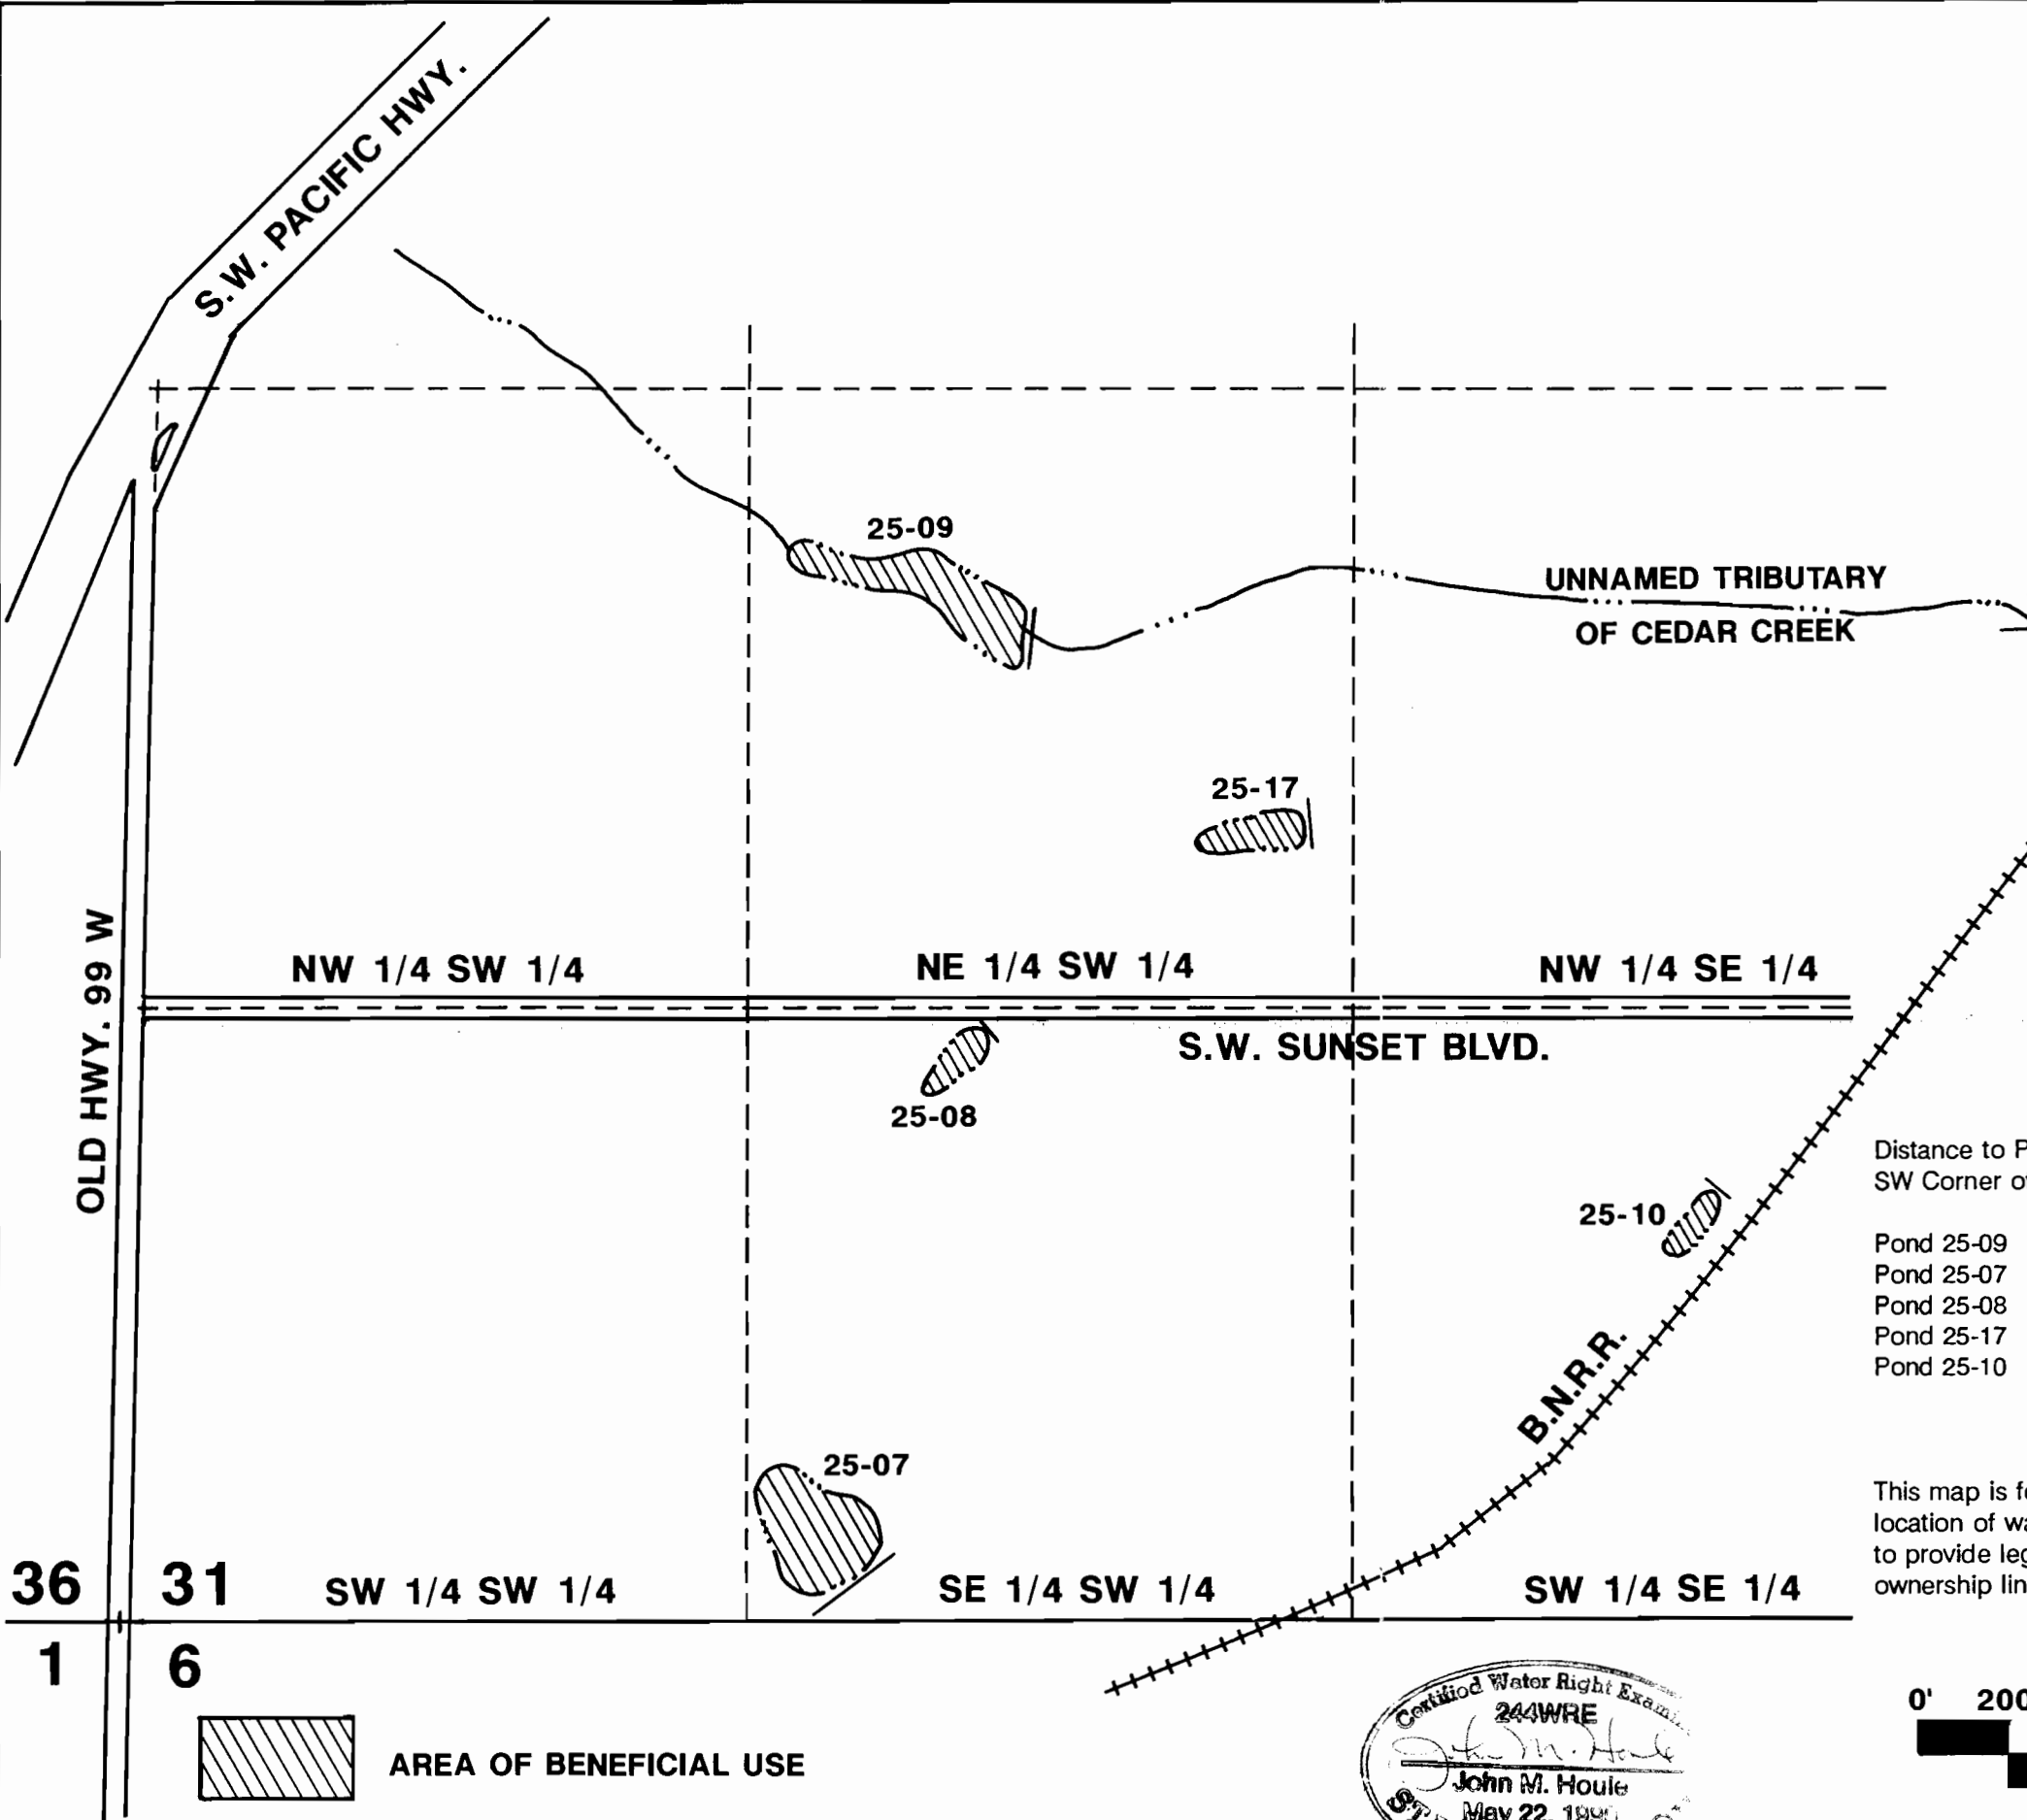 S.W. PACIFIC HWY.
25-09
UNNAMED TRIBUTARY
OF CEDAR CREEK
25-17
OLD HWY. 99 W
NW 1/4 SW 1/4
NE 1/4 SW 1/4
NW 1/4 SE 1/4
S.W. SUNSET BLVD.
25-08
25-10
Distance to
SW Corner
Pond 25-09
Pond 25-07
Pond 25-08
Pond 25-17
Pond 25-10
B.N.R.R.
25-07
This map is
location of
to provide
ownership
36 31
SW 1/4 SW 1/4
SE 1/4 SW 1/4
SW 1/4 SE 1/4
1 6
AREA OF BENEFICIAL USE
Certified Water Right
244WRE
John M. Houle
May 22,
0' 200